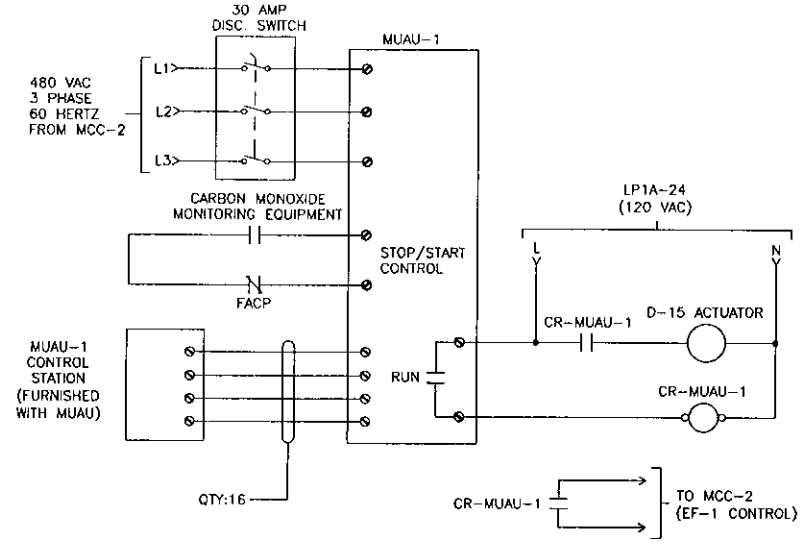 30 AMP
DISC. SWITCH
MUAU-1
480 VAC
3 PHASE
60 HERTZ
FROM MCC-2
L1
L2
L3
CARBON MONOXIDE
MONITORING EQUIPMENT
STOP/START
CONTROL
FACP
LP1A-24
(120 VAC)
L
N
CR-MUAU-1
D-15 ACTUATOR
MUAU-1
CONTROL
STATION
(FURNISHED
WITH MUAU)
RUN
CR-MUAU-1
QTY:16
CR-MUAU-1
TO MCC-2
(EF-1 CONTROL)